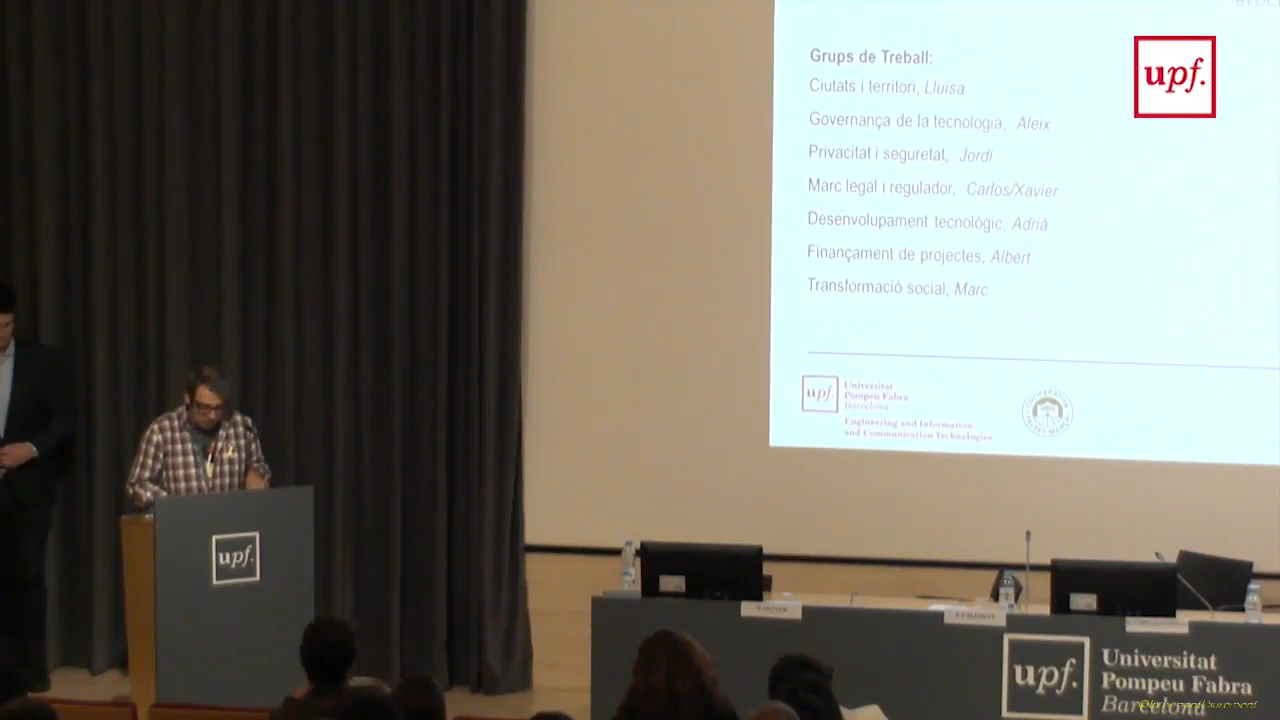 Grups de Treball:
Ciutats i territori, Lluïsa
Governança de la tecnologia, Aleix
Privacitat i seguretat, Jordi
Marc legal i regulador, Carlos/Xavier
Desenvolupament tecnològic, Adrià
Finançament de projectes, Albert
Transformació social, Marc
upf.
upf.
Universitat
Pompeu Fabra
Barcelona
Engineering and Information
and Communication Technologies
upf.
upf.
Universitat
Pompeu Fabra
Barcelona